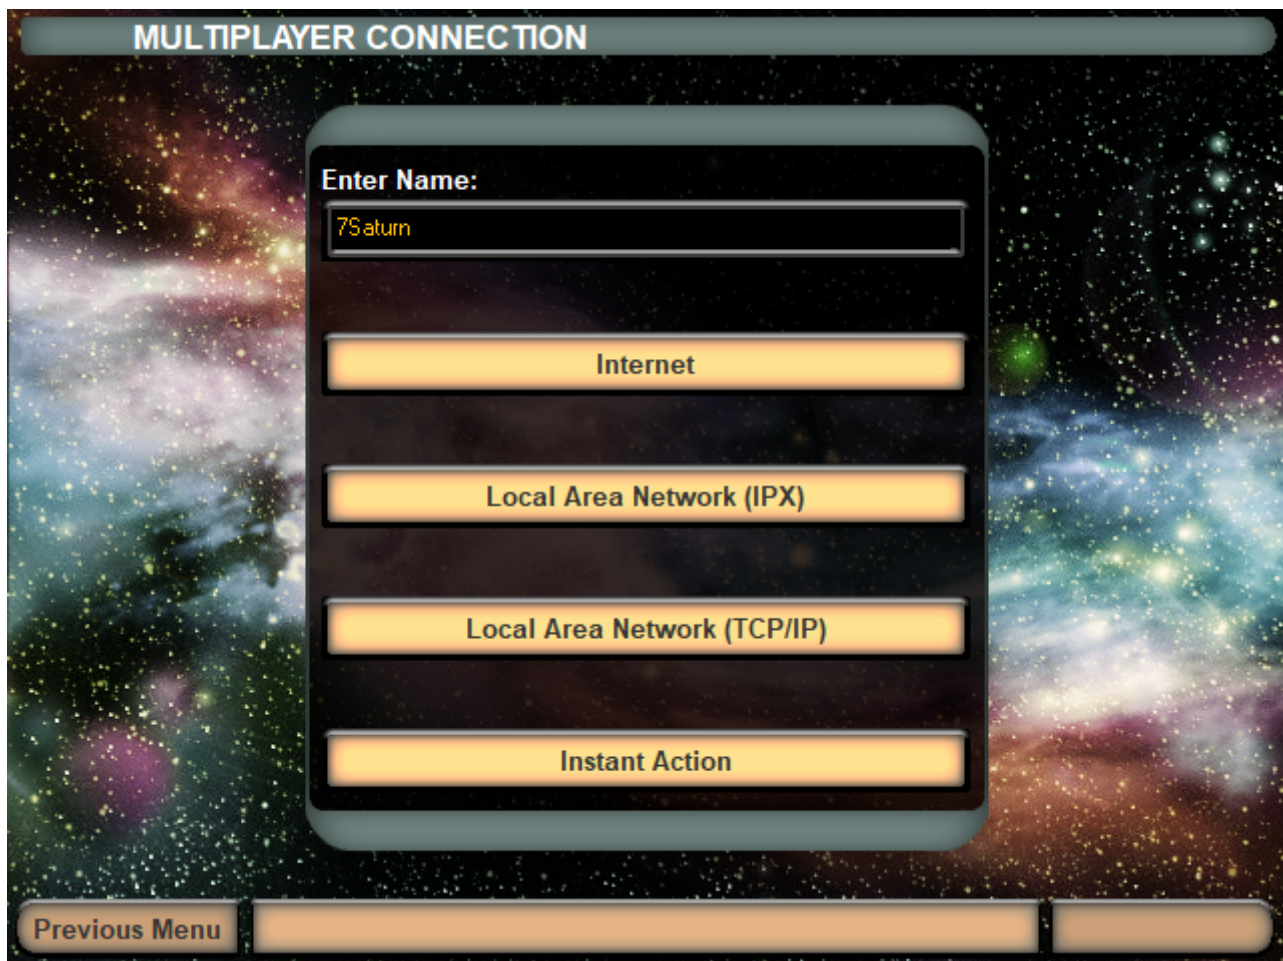 MULTIPLAYER CONNECTION
Enter Name:
7Saturn
Internet
Local Area Network (IPX)
Local Area Network (TCP/IP)
Instant Action
Previous Menu